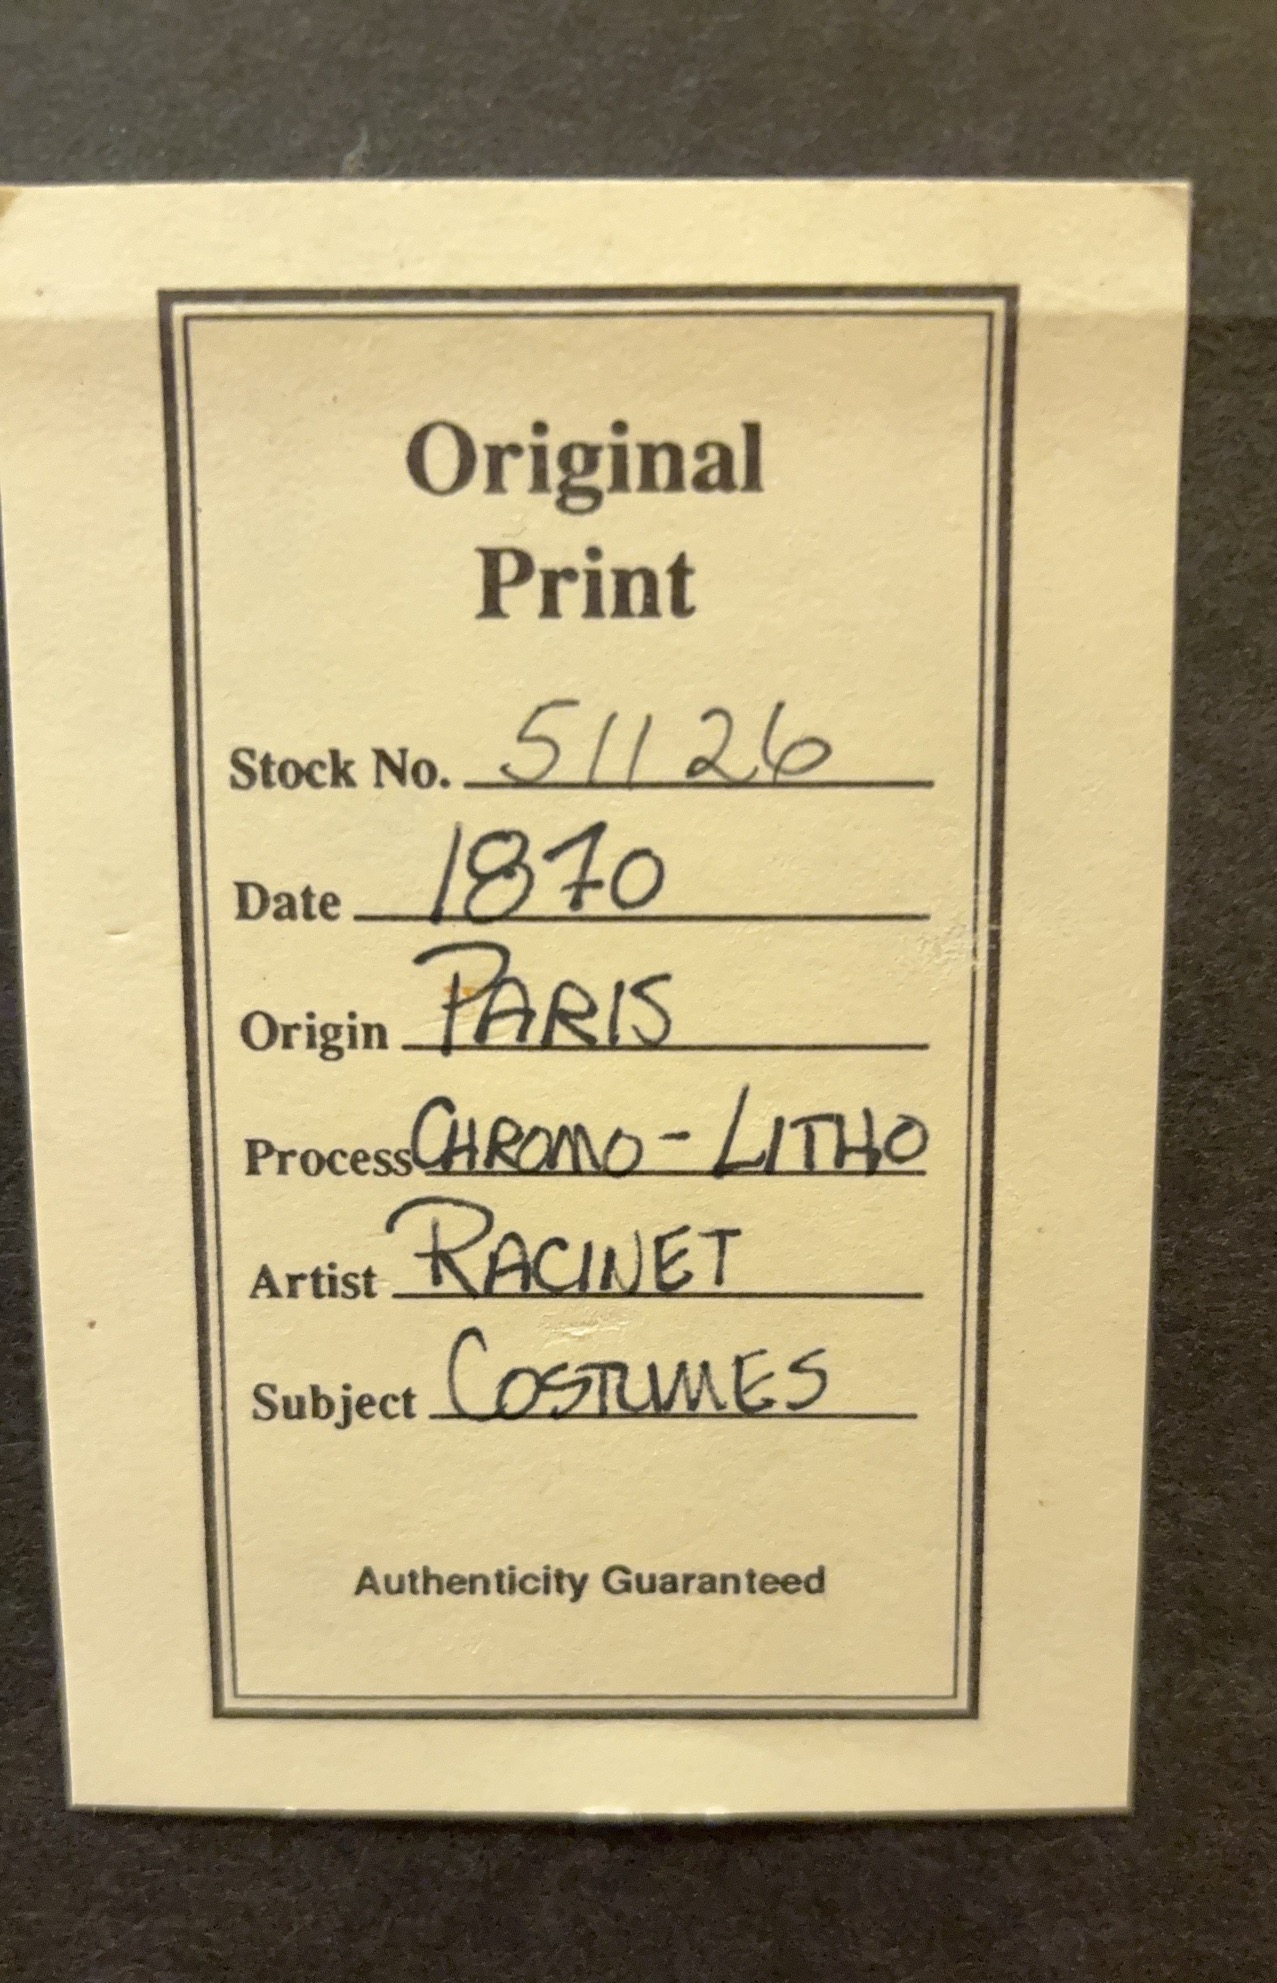 Original
Print
Stock No. 51126
Date 1870
Origin PARIS
Process CHROMO-LITHO
Artist RACINET
Subject COSTUMES
Authenticity Guaranteed